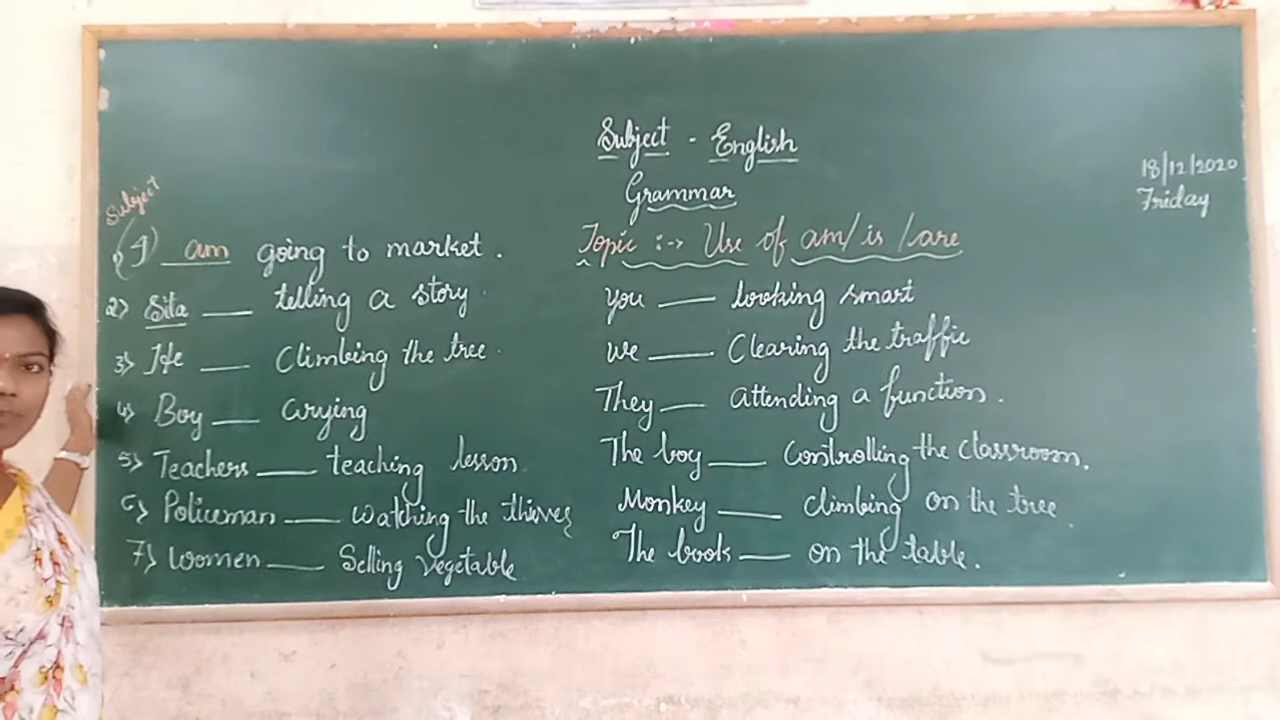 Subject - English
Grammar
18/12/2020
Friday
Topic :-> Use of am/is/are
Subject
I am going to market.
2> Sita ___ telling a story.
3> He ___ Climbing the tree.
4> Boy ___ crying
5> Teachers ___ teaching lesson.
6> Policeman ___ watching the thieves
7> Women ___ Selling Vegetable
you ___ looking smart
we ___ Clearing the traffic
They ___ attending a function.
The boy ___ controlling the classroom.
Monkey ___ climbing on the tree.
The book ___ on the table.